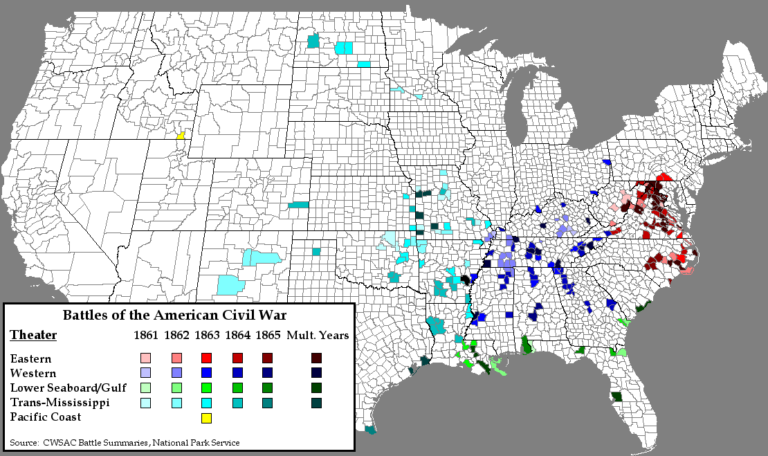 Battles of the American Civil War
Theater 1861 1862 1863 1864 1865 Mult. Years
Eastern
Western
Lower Seaboard/Gulf
Trans-Mississippi
Pacific Coast
Source: CWSAC Battle Summaries, National Park Service